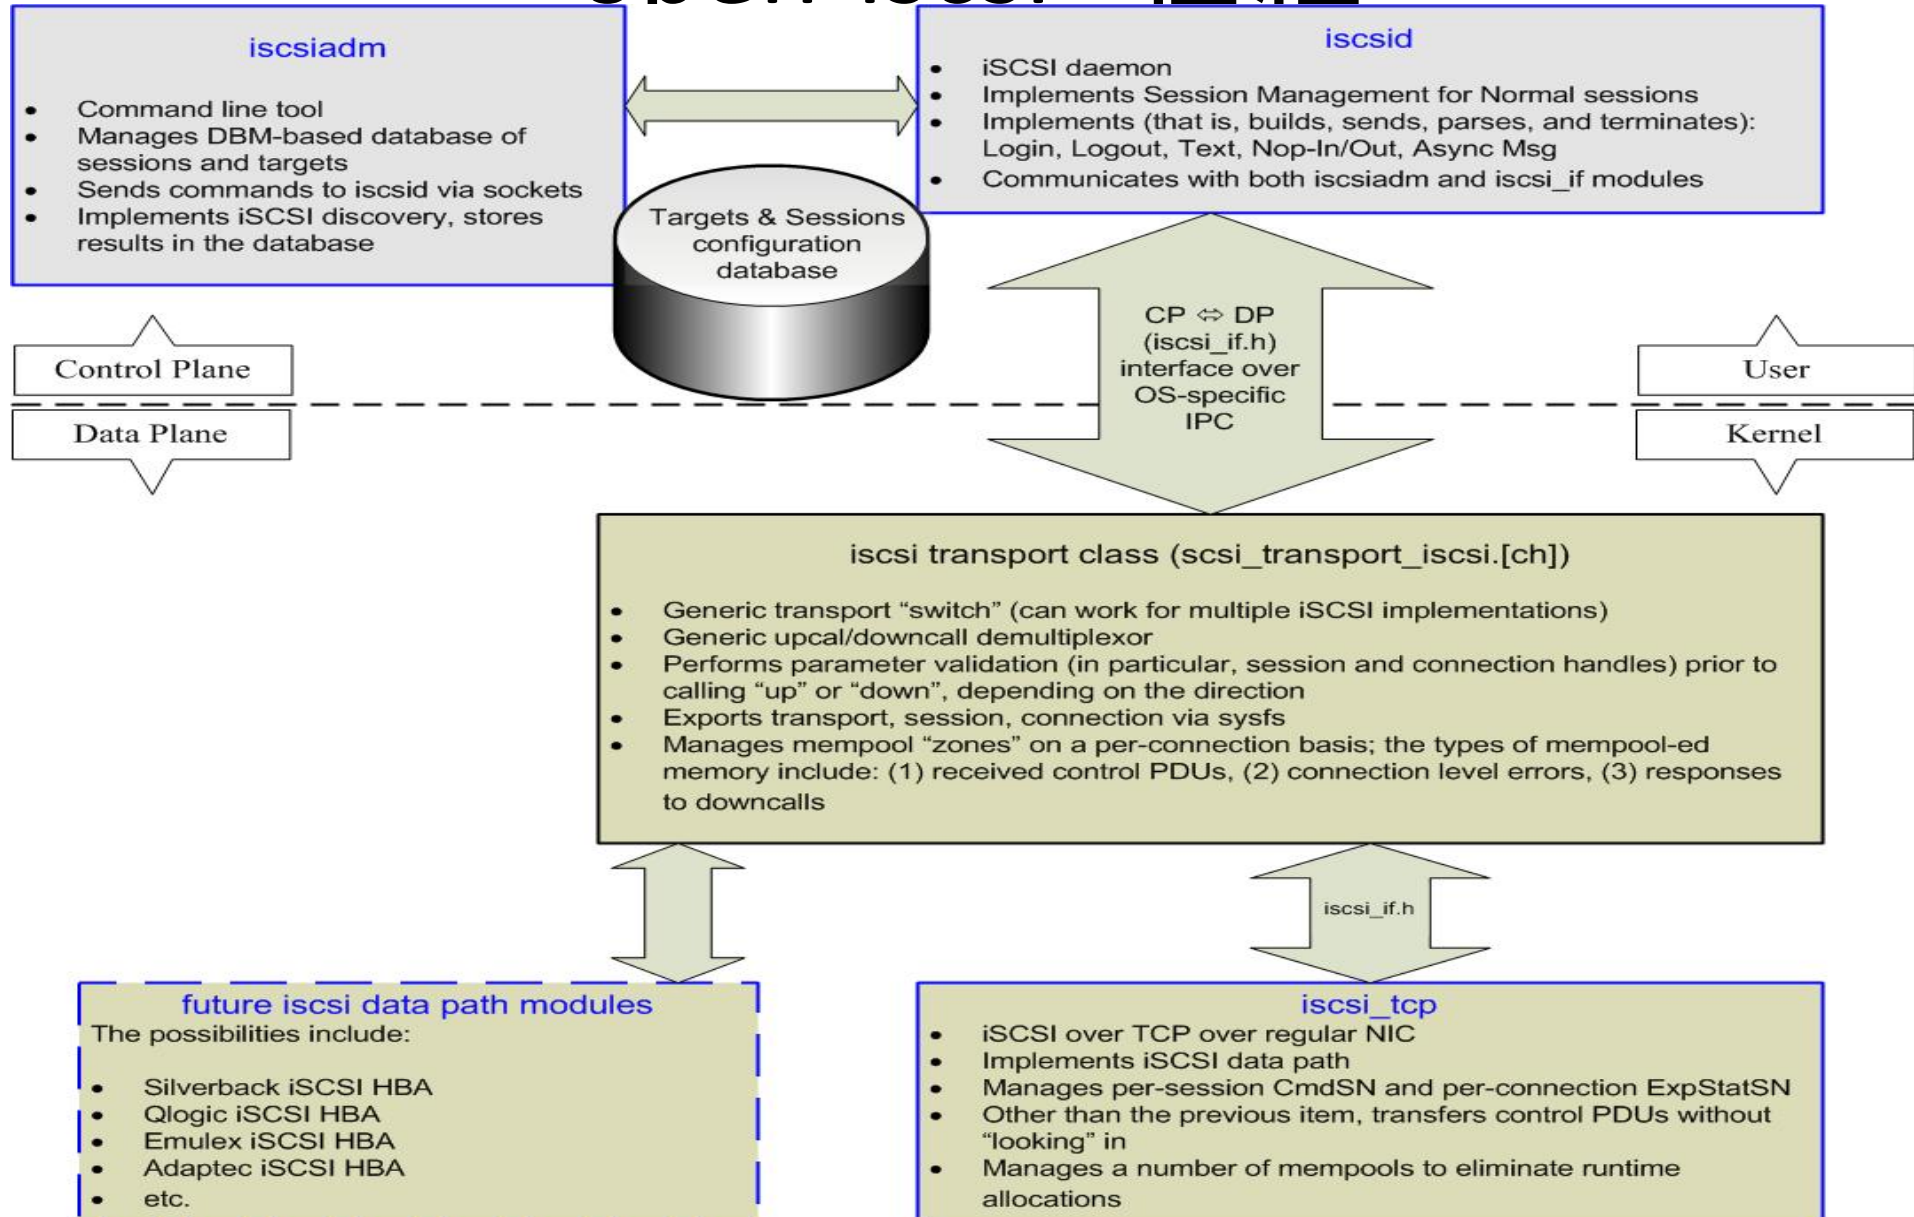 iscsiadm
• Command line tool
• Manages DBM-based database of
sessions and targets
• Sends commands to iscsid via sockets
• Implements iSCSI discovery, stores
results in the database
iscsid
• iSCSI daemon
• Implements Session Management for Normal sessions
• Implements (that is, builds, sends, parses, and terminates):
Login, Logout, Text, Nop-In/Out, Async Msg
• Communicates with both iscsiadm and iscsi_if modules
Targets & Sessions
configuration
database
Control Plane
Data Plane
CP ⇔ DP
(iscsi_if.h)
interface over
OS-specific
IPC
User
Kernel
iscsi transport class (scsi_transport_iscsi.[ch])
• Generic transport “switch” (can work for multiple iSCSI implementations)
• Generic upcal/downcall demultiplexor
• Performs parameter validation (in particular, session and connection handles) prior to
calling “up” or “down”, depending on the direction
• Exports transport, session, connection via sysfs
• Manages mempool “zones” on a per-connection basis; the types of mempool-ed
memory include: (1) received control PDUs, (2) connection level errors, (3) responses
to downcalls
iscsi_if.h
future iscsi data path modules
The possibilities include:
• Silverback iSCSI HBA
• Qlogic iSCSI HBA
• Emulex iSCSI HBA
• Adaptec iSCSI HBA
• etc.
iscsi_tcp
• iSCSI over TCP over regular NIC
• Implements iSCSI data path
• Manages per-session CmdSN and per-connection ExpStatSN
• Other than the previous item, transfers control PDUs without
“looking” in
• Manages a number of mempools to eliminate runtime
allocations